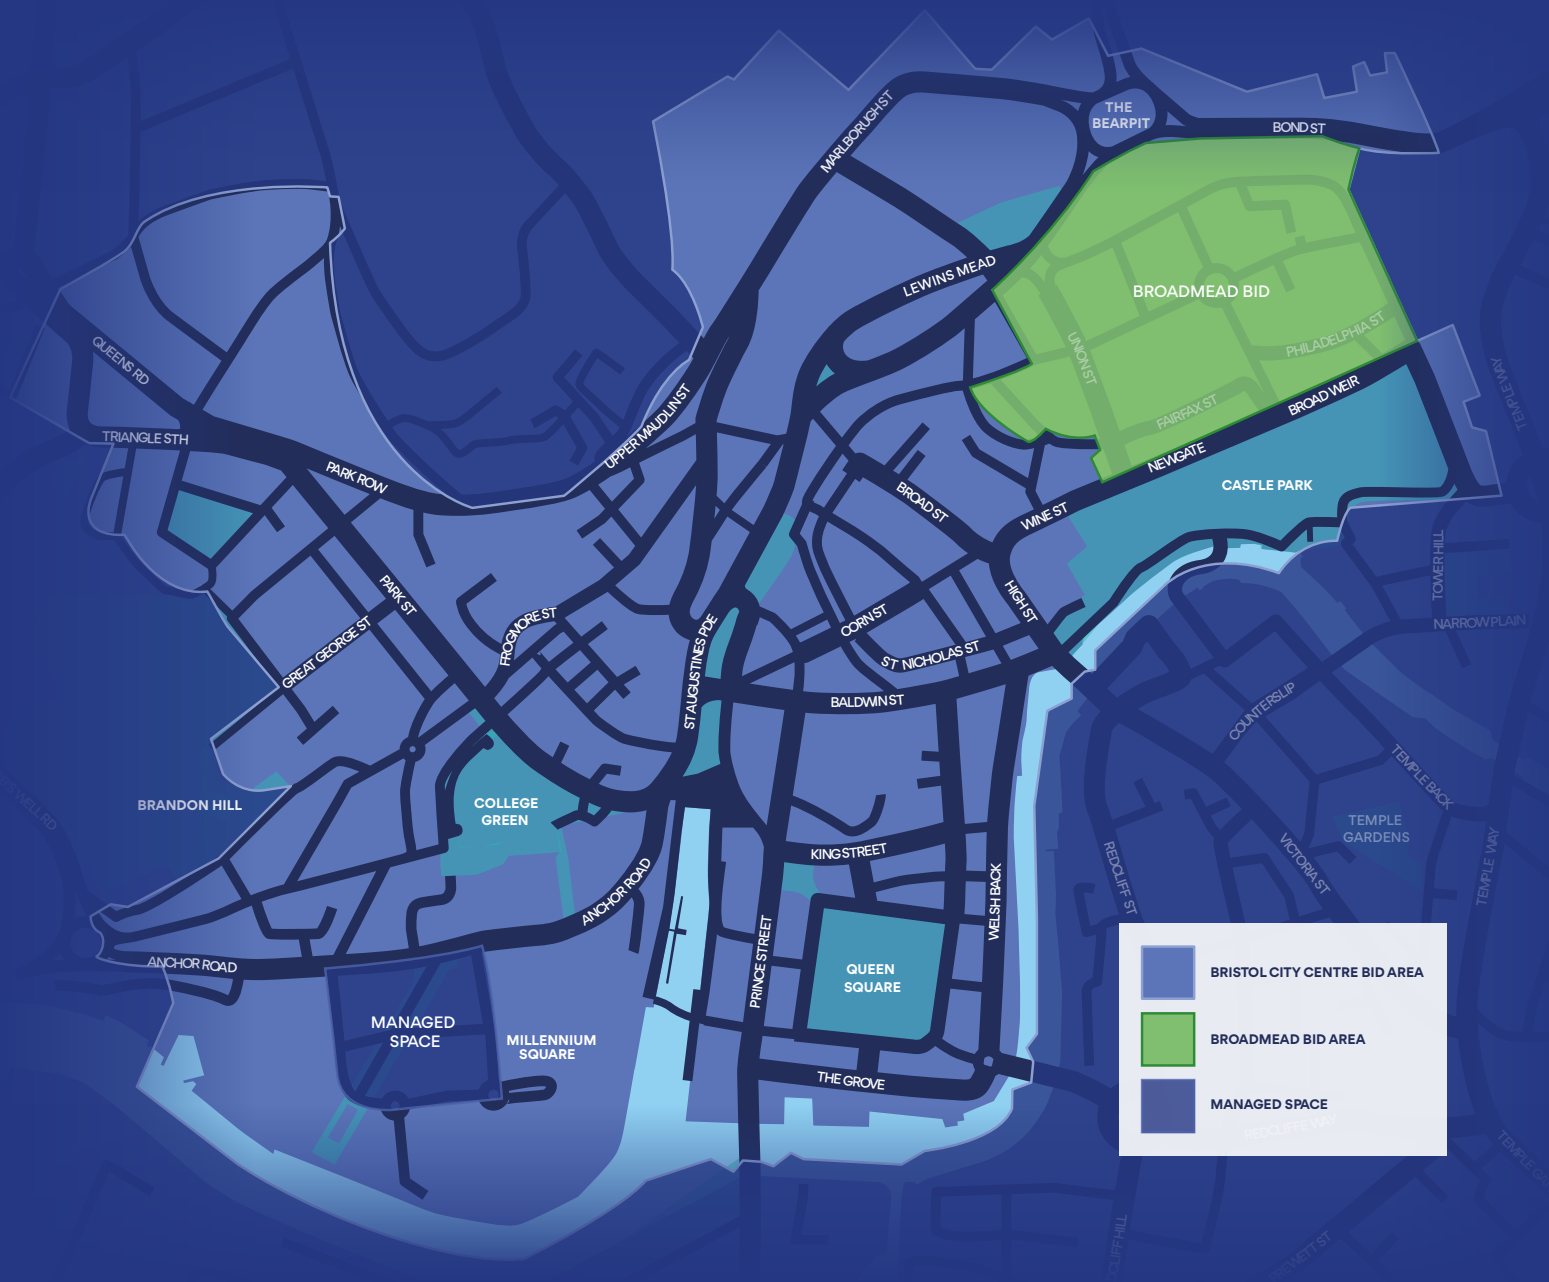 MARLBOROUGH ST
THE
BEARPIT
BOND ST
LEWINS MEAD
BROADMEAD BID
UNION ST
PHILADELPHIA ST
FAIRFAX ST
BROAD WEIR
NEWGATE
CASTLE PARK
TEMPLE WAY
QUEENS RD
TRIANGLE STH
PARK ROW
UPPER MAUDLIN ST
BROAD ST
WINE ST
HIGH ST
TOWER HILL
NARROW PLAIN
PARK ST
FROGMORE ST
GREAT GEORGE ST
ST AUGUSTINES PDE
CORN ST
ST NICHOLAS ST
BALDWIN ST
COUNTERSLIP
TEMPLE BACK
BRANDON HILL
COLLEGE
GREEN
TEMPLE
GARDENS
KING STREET
ANCHOR ROAD
WELSH BACK
REDCLIFF ST
VICTORIA ST
TEMPLE WAY
PRINCE STREET
ANCHOR ROAD
QUEEN
SQUARE
MANAGED
SPACE
MILLENNIUM
SQUARE
THE GROVE
BRISTOL CITY CENTRE BID AREA
BROADMEAD BID AREA
MANAGED SPACE
REDCLIFFE WAY